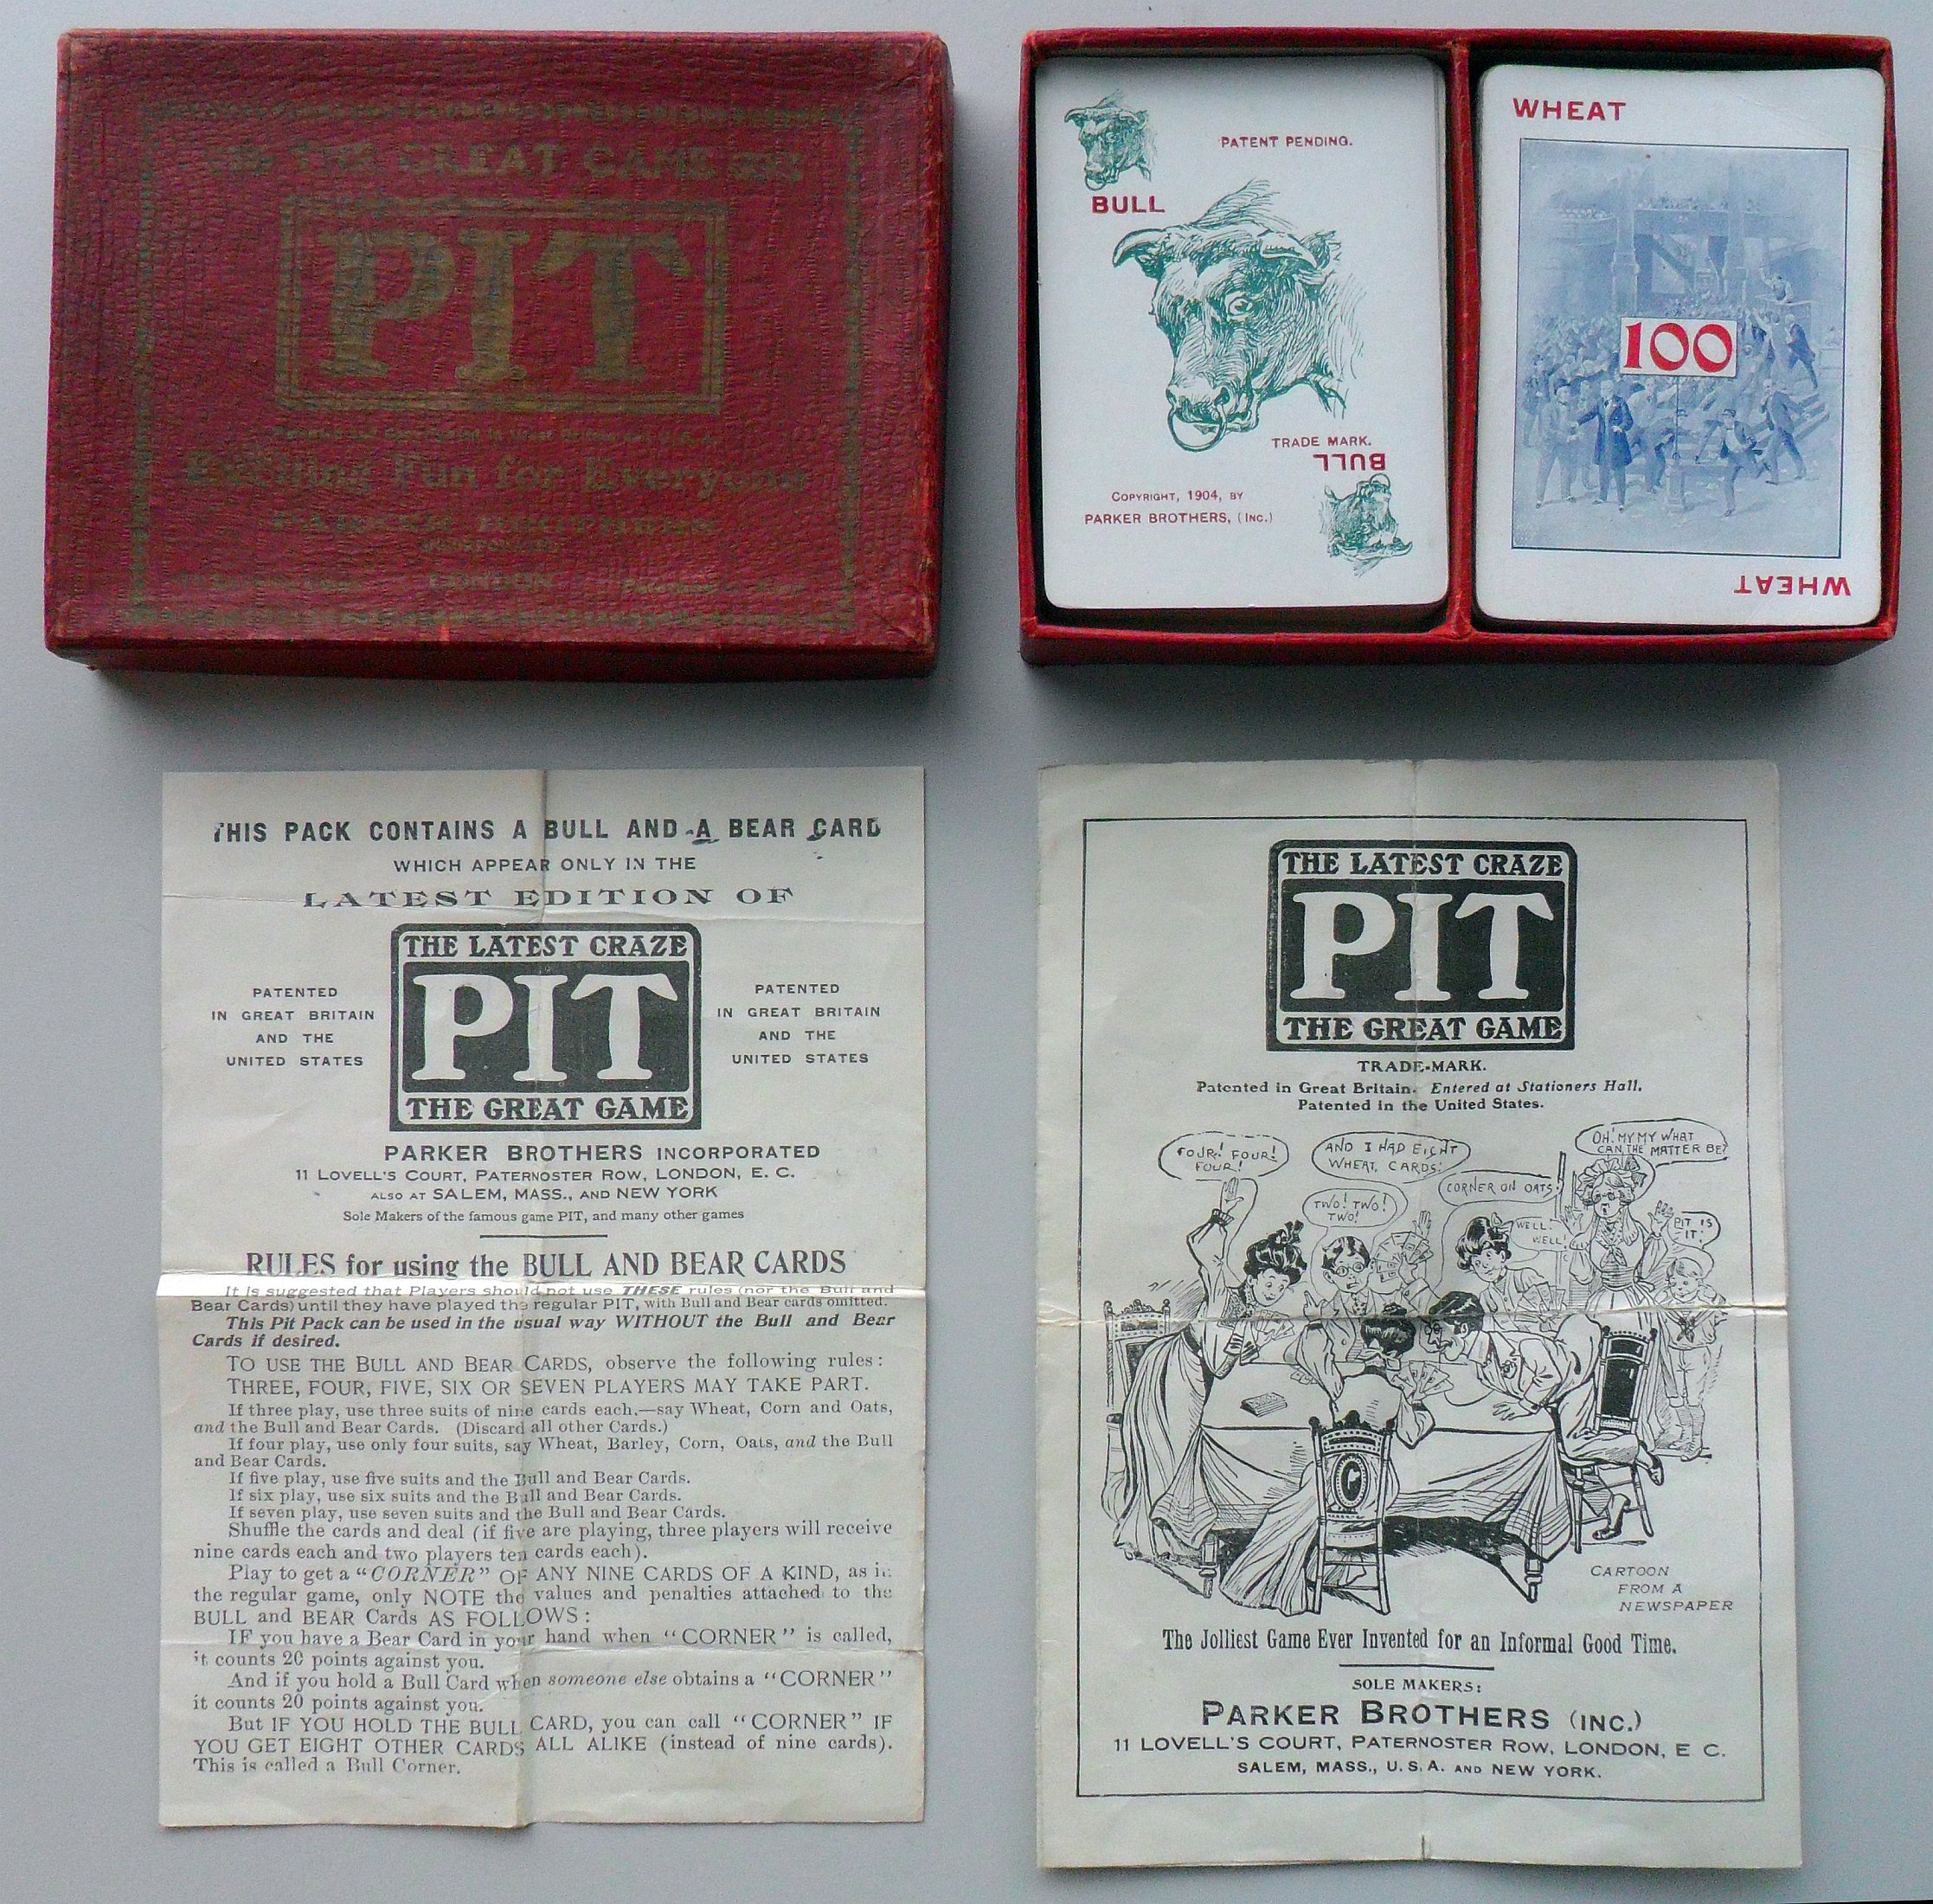 THE GREAT GAME
PIT
Exciting Fun for Everyone
LONDON
BULL
PATENT PENDING.
TRADE MARK.
BULL
COPYRIGHT, 1904, BY
PARKER BROTHERS, (INC.)
WHEAT
100
WHEAT
THIS PACK CONTAINS A BULL AND A BEAR CARD
WHICH APPEAR ONLY IN THE
LATEST EDITION OF
THE LATEST CRAZE
PIT
THE GREAT GAME
PATENTED
IN GREAT BRITAIN
AND THE
UNITED STATES
PATENTED
IN GREAT BRITAIN
AND THE
UNITED STATES
PARKER BROTHERS INCORPORATED
11 LOVELL'S COURT, PATERNOSTER ROW, LONDON, E. C.
ALSO AT SALEM, MASS., AND NEW YORK
Sole Makers of the famous game PIT, and many other games
RULES for using the BULL AND BEAR CARDS
It is suggested that Players should not use THESE rules (nor the Bull and
Bear Cards) until they have played the regular PIT, with Bull and Bear cards omitted.
This Pit Pack can be used in the usual way WITHOUT the Bull and Bear
Cards if desired.
TO USE THE BULL AND BEAR CARDS, observe the following rules:
THREE, FOUR, FIVE, SIX OR SEVEN PLAYERS MAY TAKE PART.
If three play, use three suits of nine cards each.—say Wheat, Corn and Oats,
and the Bull and Bear Cards. (Discard all other Cards.)
If four play, use only four suits, say Wheat, Barley, Corn, Oats, and the Bull
and Bear Cards.
If five play, use five suits and the Bull and Bear Cards.
If six play, use six suits and the Bull and Bear Cards.
If seven play, use seven suits and the Bull and Bear Cards.
Shuffle the cards and deal (if five are playing, three players will receive
nine cards each and two players ten cards each).
Play to get a "CORNER" OF ANY NINE CARDS OF A KIND, as in
the regular game, only NOTE the values and penalties attached to the
BULL and BEAR Cards AS FOLLOWS:
IF you have a Bear Card in your hand when "CORNER" is called,
it counts 20 points against you.
And if you hold a Bull Card when someone else obtains a "CORNER"
it counts 20 points against you.
But IF YOU HOLD THE BULL CARD, you can call "CORNER" IF
YOU GET EIGHT OTHER CARDS ALL ALIKE (instead of nine cards).
This is called a Bull Corner.
THE LATEST CRAZE
PIT
THE GREAT GAME
TRADE-MARK.
Patented in Great Britain. Entered at Stationers Hall.
Patented in the United States.
FOUR! FOUR!
FOUR!
AND I HAD EIGHT
WHEAT, CARDS!
OH! MY MY WHAT
CAN THE MATTER BE?
TWO! TWO!
TWO!
CORNER ON OATS!
WELL!
WELL!
PIT IS
IT!
CARTOON
FROM A
NEWSPAPER
The Jolliest Game Ever Invented for an Informal Good Time.
SOLE MAKERS:
PARKER BROTHERS (INC.)
11 LOVELL'S COURT, PATERNOSTER ROW, LONDON, E C.
SALEM, MASS., U.S.A. AND NEW YORK.